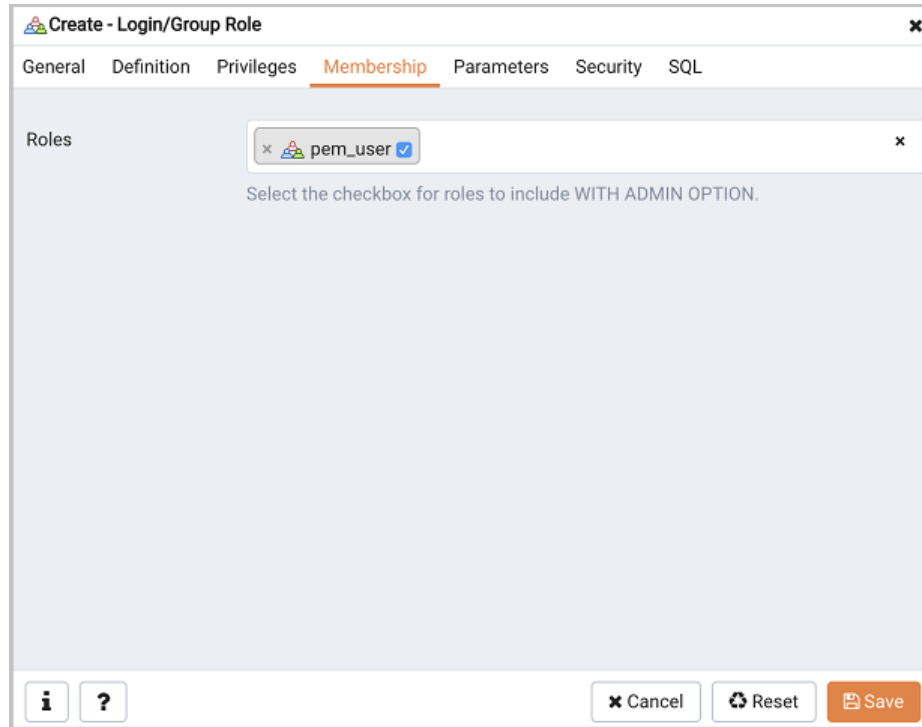 Create - Login/Group Role
General Definition Privileges Membership Parameters Security SQL
Roles
pem_user
Select the checkbox for roles to include WITH ADMIN OPTION.
i ? Cancel Reset Save